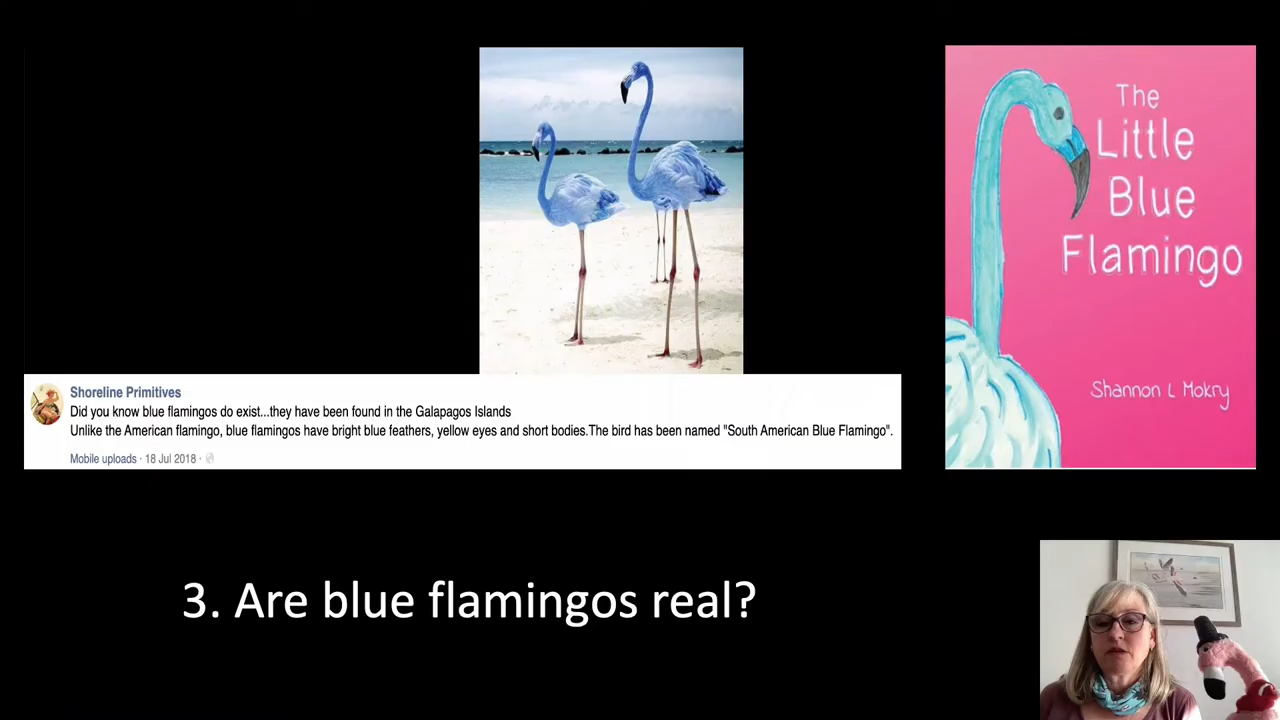 The
Little
Blue
Flamingo
Shannon L Mokry
Shoreline Primitives
Did you know blue flamingos do exist...they have been found in the Galapagos Islands
Unlike the American flamingo, blue flamingos have bright blue feathers, yellow eyes and short bodies.The bird has been named "South American Blue Flamingo".
Mobile uploads · 18 Jul 2018 ·
3. Are blue flamingos real?